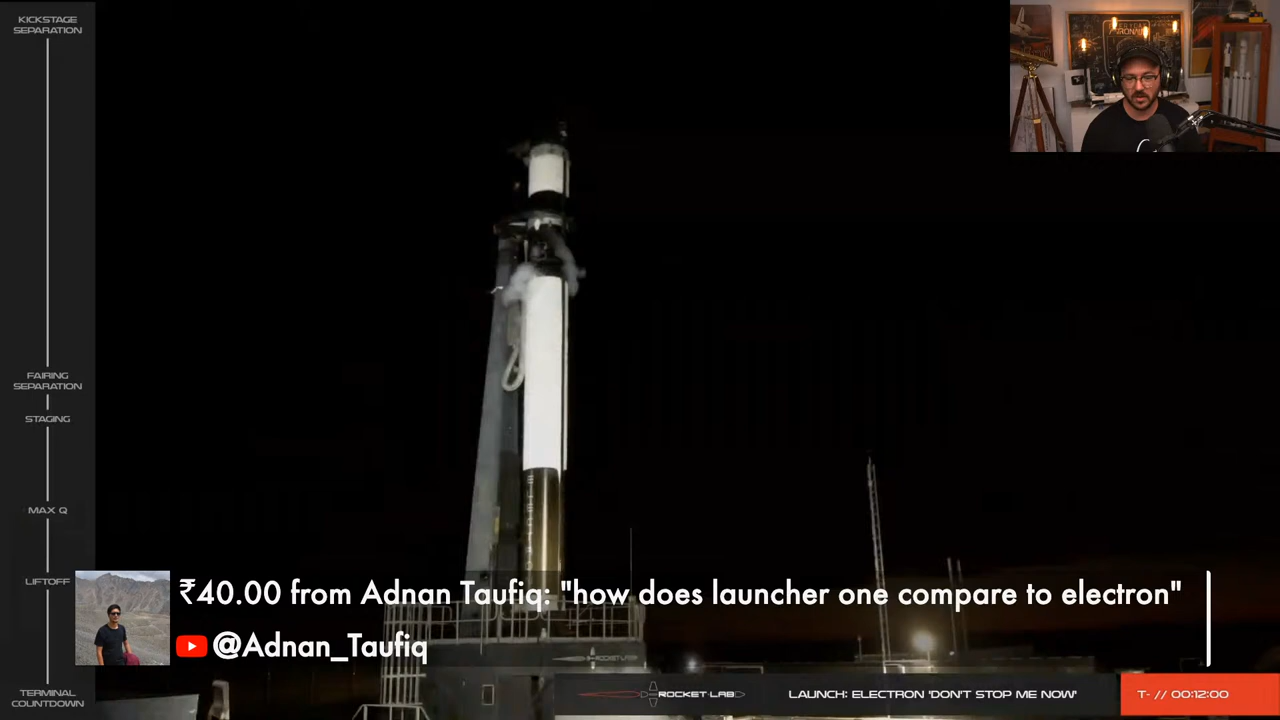 KICKSTAGE
SEPARATION
FAIRING
SEPARATION
STAGING
MAX Q
LIFTOFF
TERMINAL
COUNTDOWN
₹40.00 from Adnan Taufiq: "how does launcher one compare to electron"
@Adnan_Taufiq
ROCKET LAB
LAUNCH: ELECTRON 'DON'T STOP ME NOW'
T- // 00:12:00